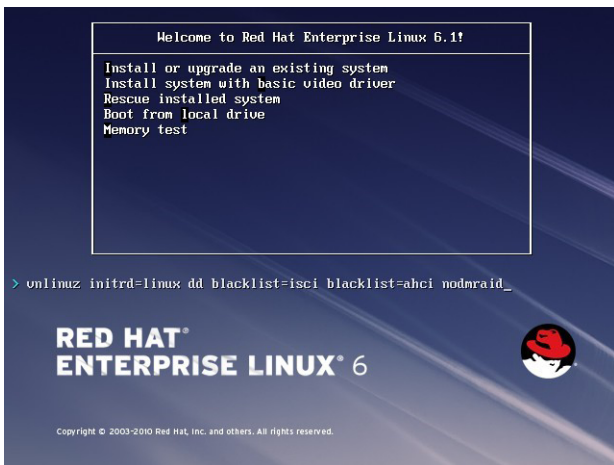 Welcome to Red Hat Enterprise Linux 6.1!
Install or upgrade an existing system
Install system with basic video driver
Rescue installed system
Boot from local drive
Memory test
> vmlinuz initrd=linux dd blacklist=isci blacklist=ahci nodmraid_
RED HAT®
ENTERPRISE LINUX® 6
Copyright © 2003-2010 Red Hat, Inc. and others. All rights reserved.